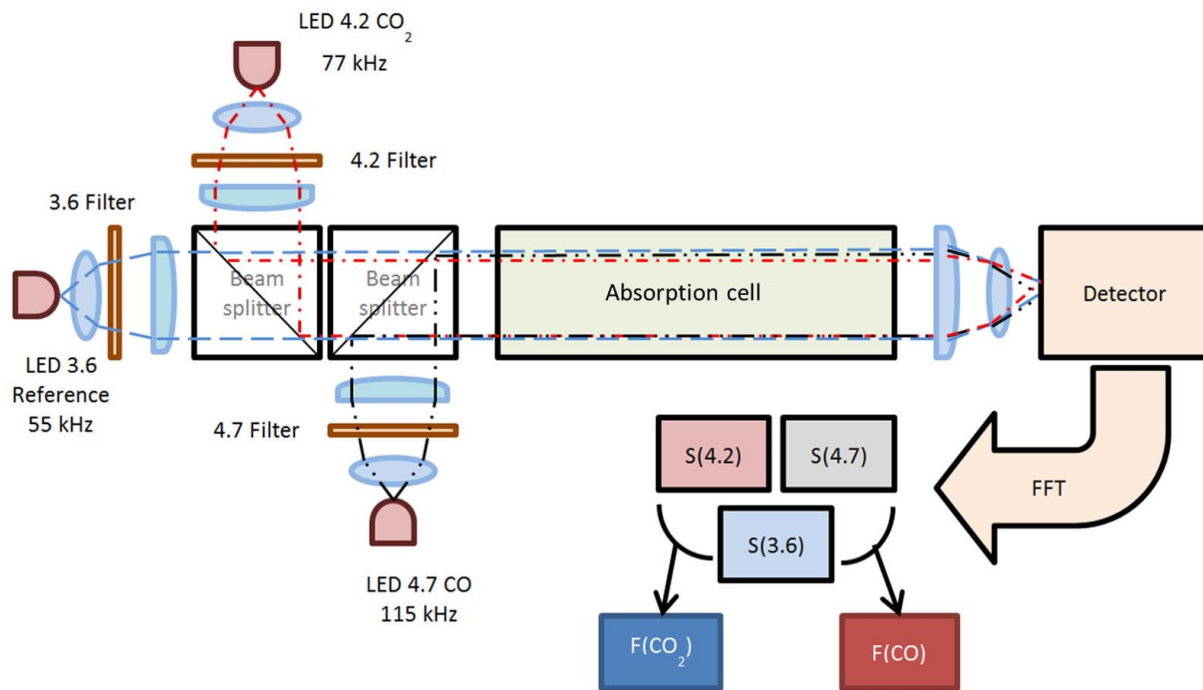 LED 4.2 CO₂
77 kHz
4.2 Filter
3.6 Filter
Beam
splitter
Beam
splitter
Absorption cell
Detector
LED 3.6
Reference
55 kHz
4.7 Filter
LED 4.7 CO
115 kHz
S(4.2)
S(4.7)
S(3.6)
FFT
F(CO₂)
F(CO)